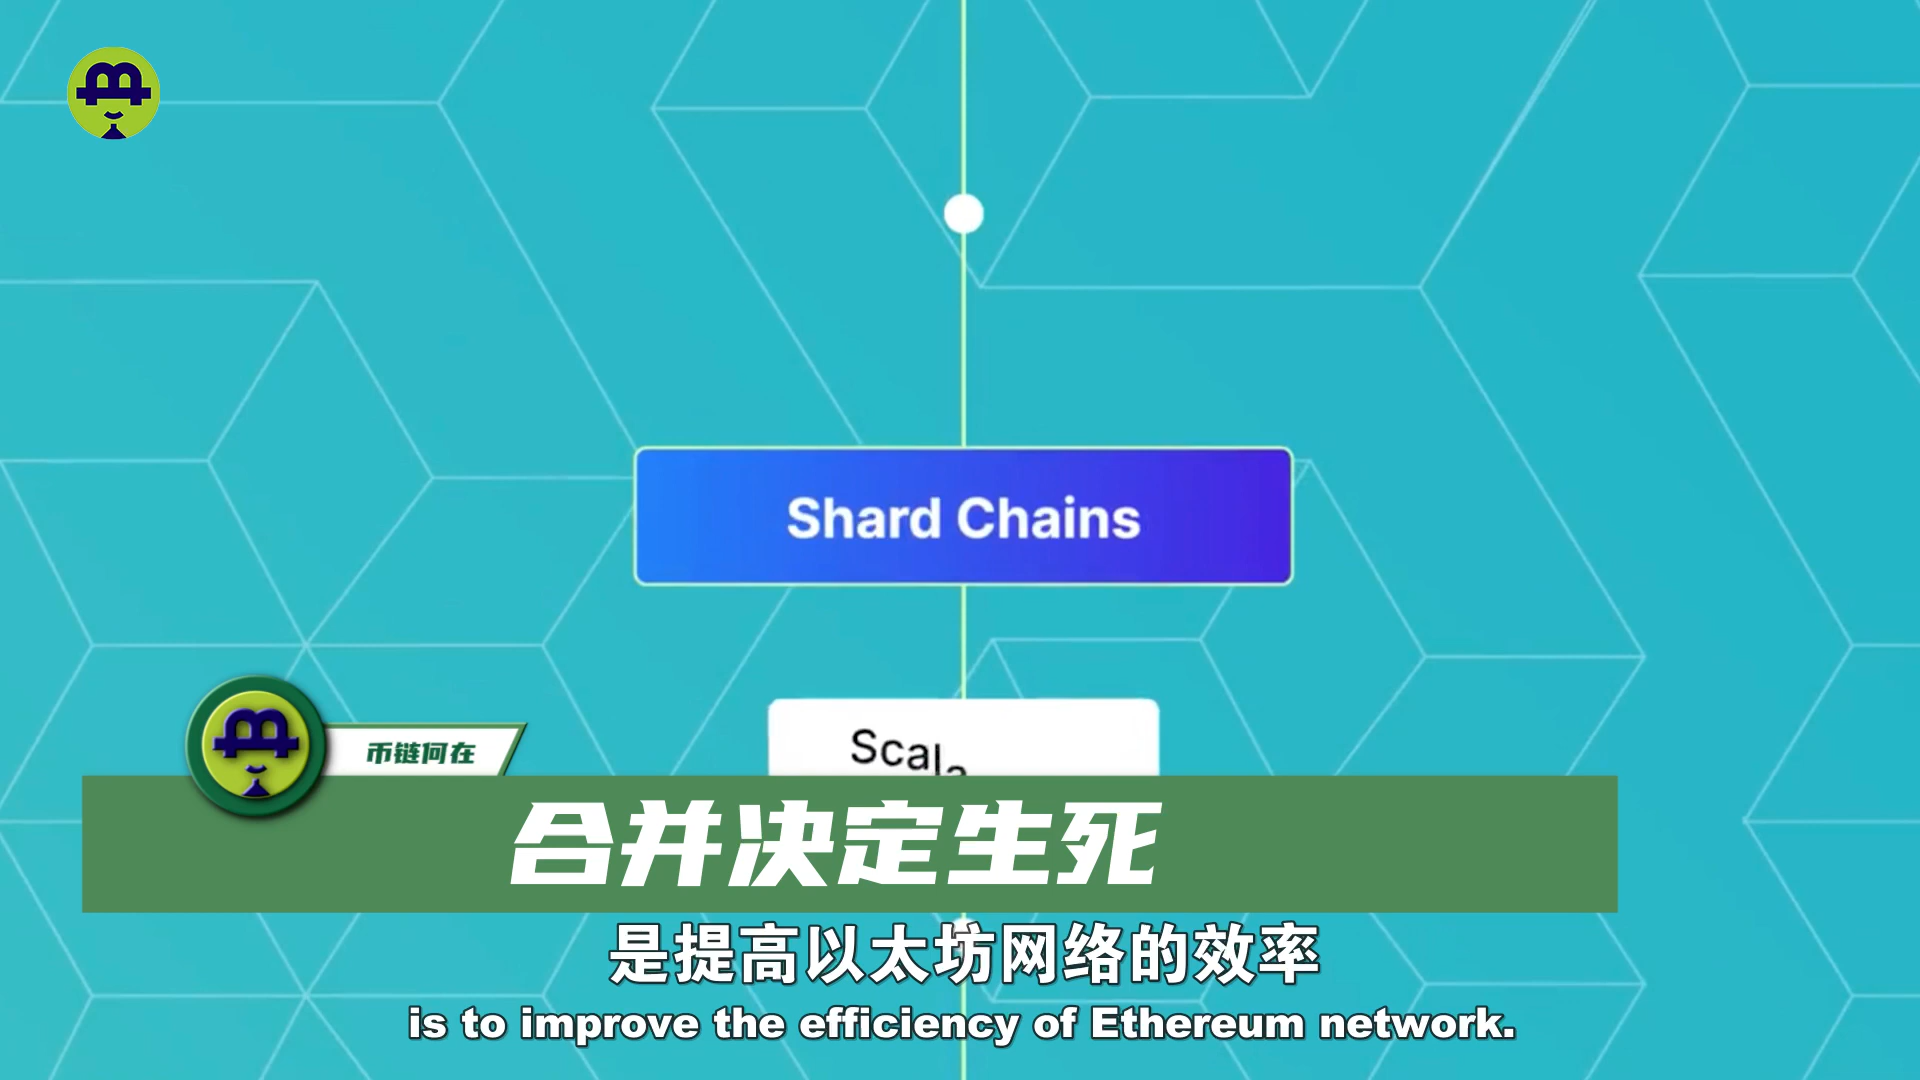 Shard Chains
Scala
币链何在
合并决定生死
是提高以太坊网络的效率
is to improve the efficiency of Ethereum network.